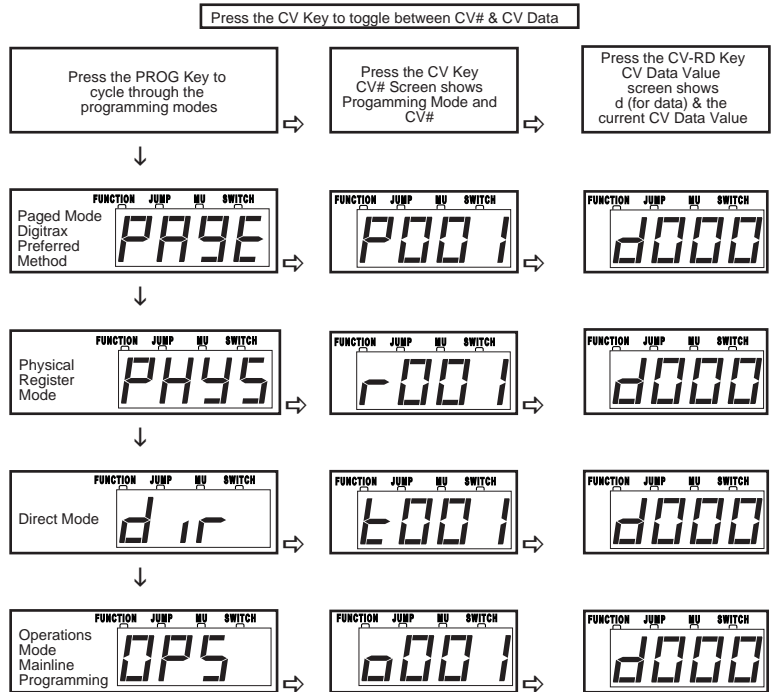 Press the CV Key to toggle between CV# & CV Data
Press the PROG Key to
cycle through the
programming modes
Press the CV Key
CV# Screen shows
Progamming Mode and
CV#
Press the CV-RD Key
CV Data Value
screen shows
d (for data) & the
current CV Data Value
FUNCTION JUMP MU SWITCH
Paged Mode
Digitrax
Preferred
Method
PAGE
FUNCTION JUMP MU SWITCH
P001
FUNCTION JUMP MU SWITCH
d000
FUNCTION JUMP MU SWITCH
Physical
Register
Mode
PHYS
FUNCTION JUMP MU SWITCH
r001
FUNCTION JUMP MU SWITCH
d000
FUNCTION JUMP MU SWITCH
Direct Mode
dir
FUNCTION JUMP MU SWITCH
t001
FUNCTION JUMP MU SWITCH
d000
FUNCTION JUMP MU SWITCH
Operations
Mode
Mainline
Programming
OPS
FUNCTION JUMP MU SWITCH
o001
FUNCTION JUMP MU SWITCH
d000